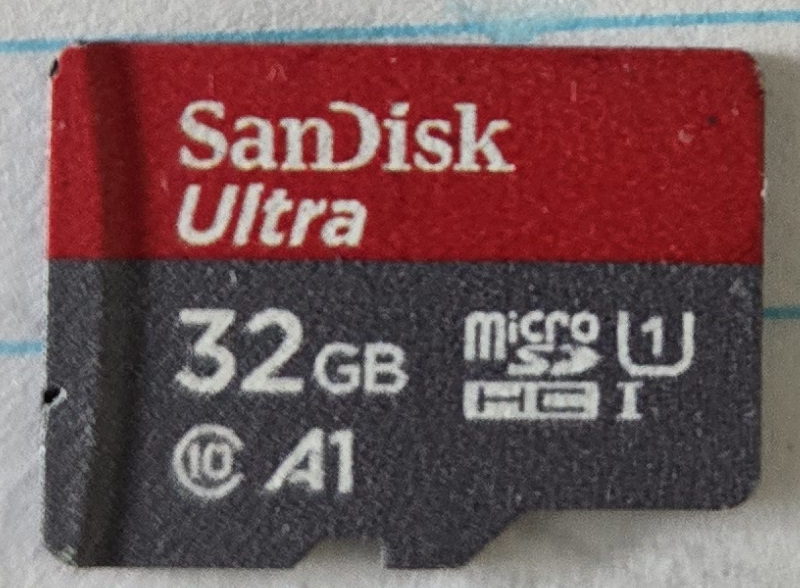 SanDisk
Ultra
32GB
micro SD HC I U1
10 A1